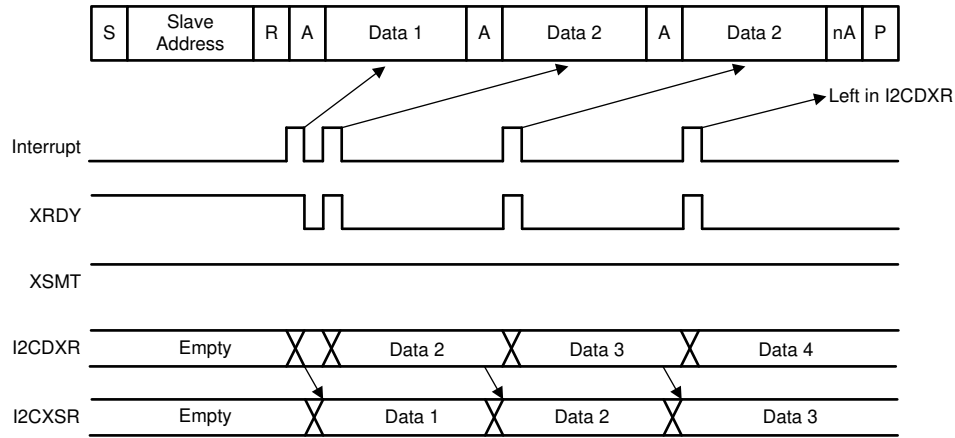 S Slave Address R A Data 1 A Data 2 A Data 2 nA P
Left in I2CDXR
Interrupt
XRDY
XSMT
I2CDXR Empty Data 2 Data 3 Data 4
I2CXSR Empty Data 1 Data 2 Data 3